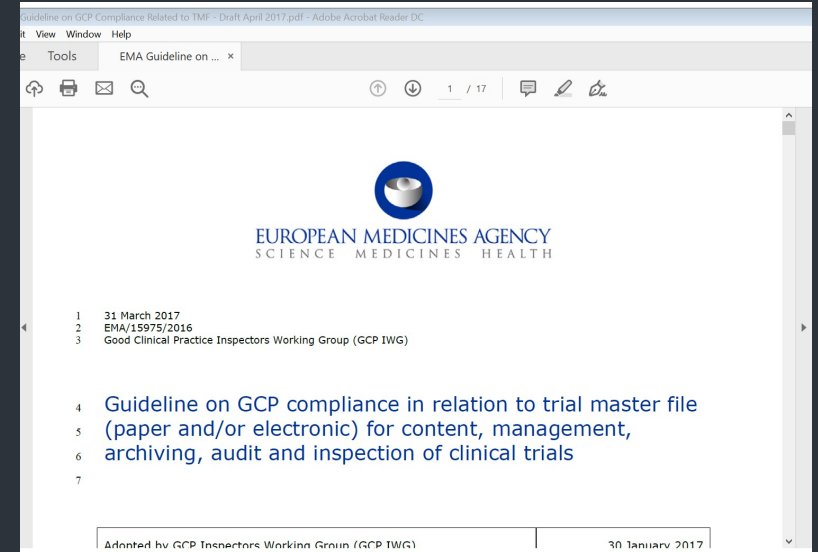 Guideline on GCP Compliance Related to TMF - Draft April 2017.pdf - Adobe Acrobat Reader DC
it View Window Help
e Tools EMA Guideline on ... ×
1 / 17
EUROPEAN MEDICINES AGENCY
SCIENCE MEDICINES HEALTH
1 31 March 2017
2 EMA/15975/2016
3 Good Clinical Practice Inspectors Working Group (GCP IWG)
4 Guideline on GCP compliance in relation to trial master file
5 (paper and/or electronic) for content, management,
6 archiving, audit and inspection of clinical trials
7
Adopted by GCP Inspectors Working Group (GCP IWG) 30 January 2017